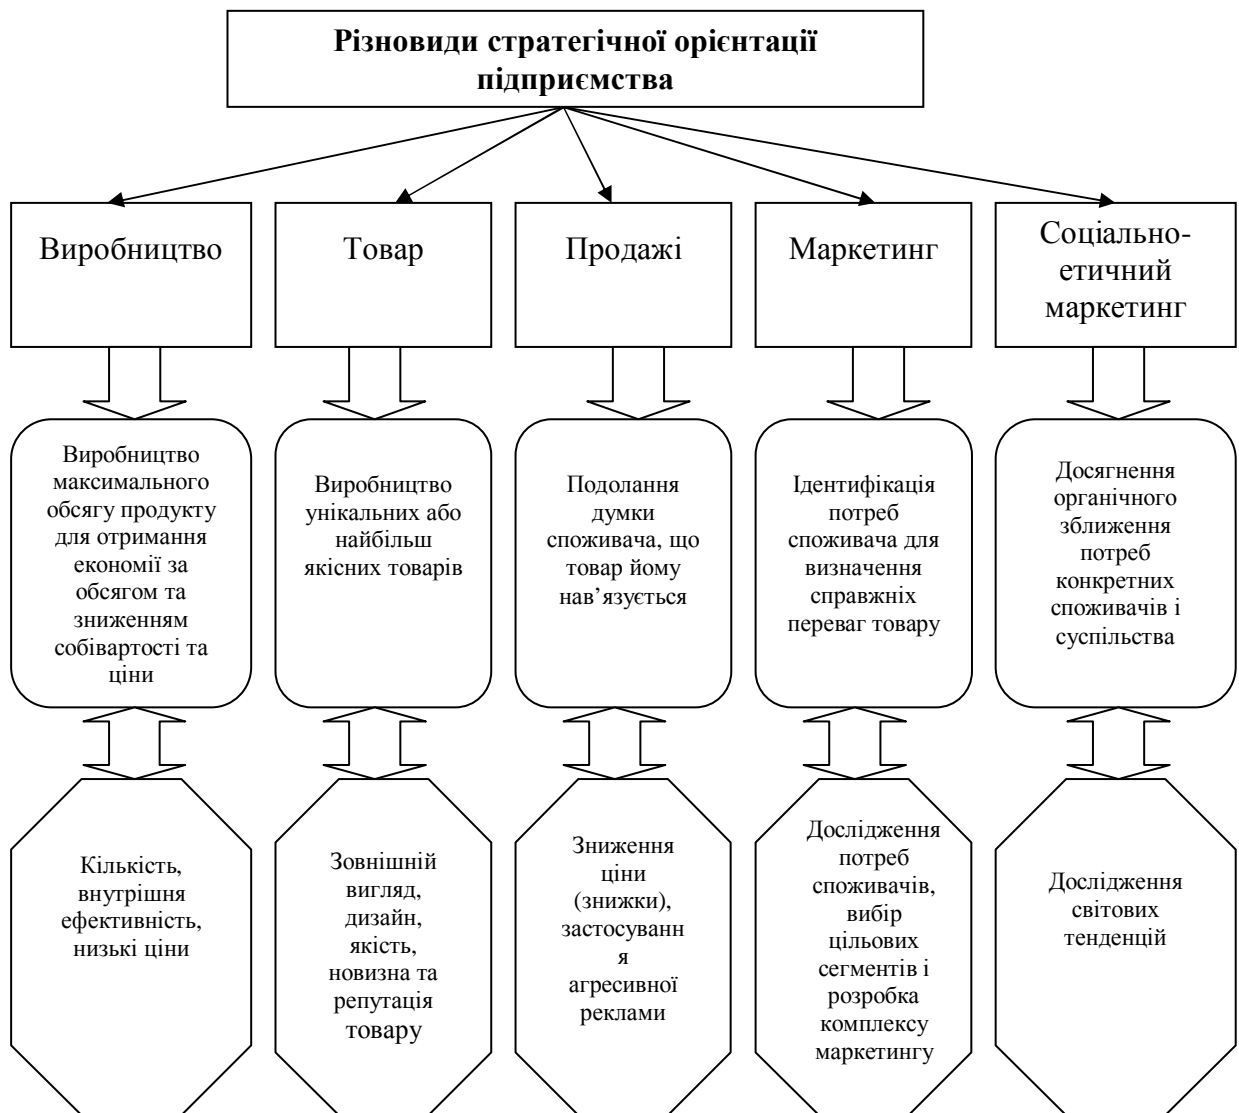 Різновиди стратегічної орієнтації
підприємства
Виробництво
Товар
Продажі
Маркетинг
Соціально-
етичний
маркетинг
Виробництво
максимального
обсягу продукту
для отримання
економії за
обсягом та
зниженням
собівартості та
ціни
Виробництво
унікальних або
найбільш
якісних товарів
Подолання
думки
споживача, що
товар йому
нав’язується
Ідентифікація
потреб
споживача для
визначення
справжніх
переваг товару
Досягнення
органічного
зближення
потреб
конкретних
споживачів і
суспільства
Кількість,
внутрішня
ефективність,
низькі ціни
Зовнішній
вигляд,
дизайн,
якість,
новизна та
репутація
товару
Зниження
ціни
(знижки),
застосуванн
я
агресивної
реклами
Дослідження
потреб
споживачів,
вибір
цільових
сегментів і
розробка
комплексу
маркетингу
Дослідження
світових
тенденцій